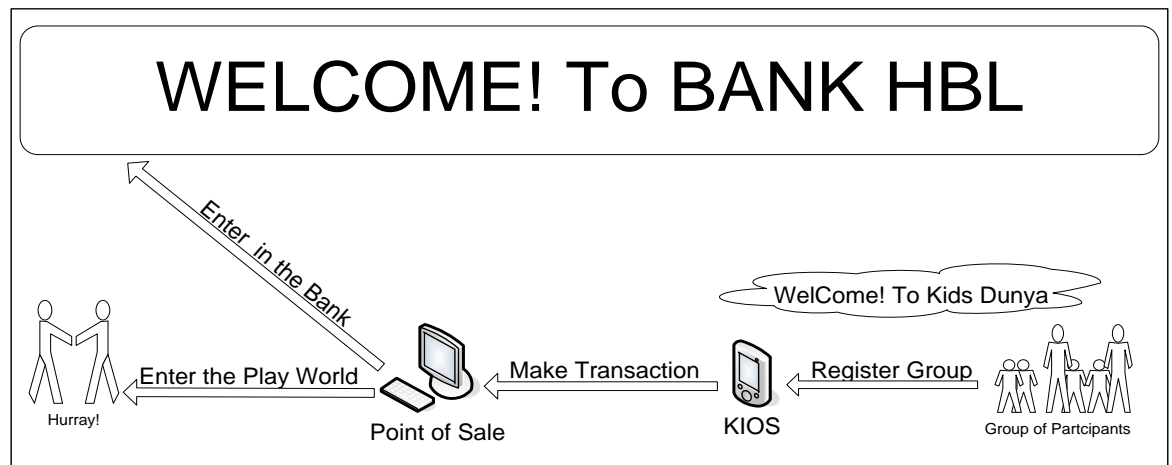 WELCOME! To BANK HBL
Enter in the Bank
WelCome! To Kids Dunya
Enter the Play World
Make Transaction
Register Group
Hurray!
Point of Sale
KIOS
Group of Partcipants